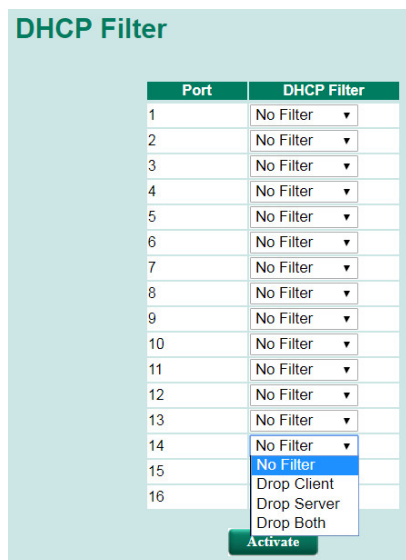 DHCP Filter
Port DHCP Filter
1 No Filter
2 No Filter
3 No Filter
4 No Filter
5 No Filter
6 No Filter
7 No Filter
8 No Filter
9 No Filter
10 No Filter
11 No Filter
12 No Filter
13 No Filter
14 No Filter
No Filter
15 Drop Client
Drop Server
16 Drop Both
Activate